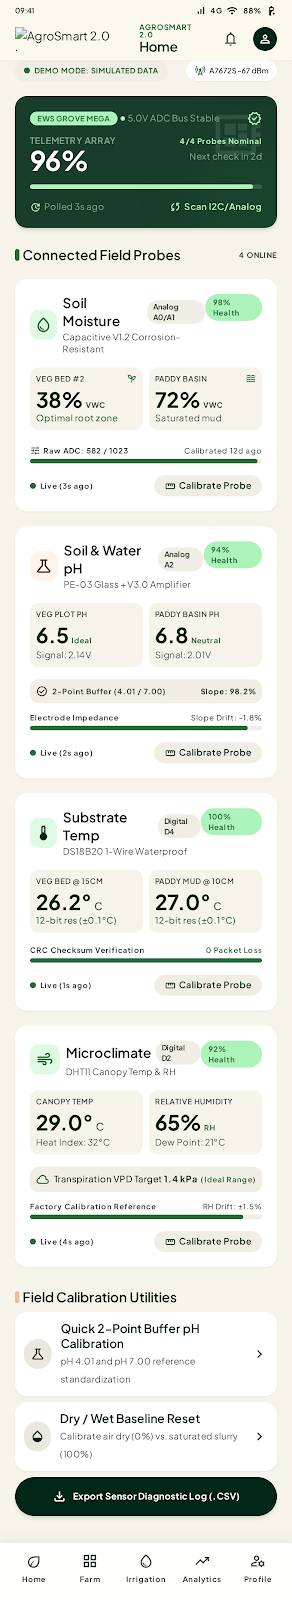 09:41
4G 88%
AgroSmart 2.0
AGROSMART
2.0
Home
DEMO MODE: SIMULATED DATA
A7672S -67 dBm
EWS GROVE MEGA
5.0V ADC Bus Stable
TELEMETRY ARRAY
4/4 Probes Nominal
96%
Next check in 2d
Polled 3s ago
Scan I2C/Analog
Connected Field Probes
4 ONLINE
Soil
Moisture
Analog
A0/A1
98%
Health
Capacitive V1.2 Corrosion-
Resistant
VEG BED #2
38% VWC
Optimal root zone
PADDY BASIN
72% VWC
Saturated mud
Raw ADC: 582 / 1023
Calibrated 12d ago
Live (3s ago)
Calibrate Probe
Soil & Water
pH
Analog
A2
94%
Health
PE-03 Glass + V3.0 Amplifier
VEG PLOT PH
6.5 Ideal
Signal: 2.14V
PADDY BASIN PH
6.8 Neutral
Signal: 2.01V
2-Point Buffer (4.01 / 7.00)
Slope: 98.2%
Electrode Impedance
Slope Drift: -1.8%
Live (2s ago)
Calibrate Probe
Substrate
Temp
Digital
D4
100%
Health
DS18B20 1-Wire Waterproof
VEG BED @ 15CM
26.2° C
12-bit res (±0.1°C)
PADDY MUD @ 10CM
27.0° C
12-bit res (±0.1°C)
CRC Checksum Verification
0 Packet Loss
Live (1s ago)
Calibrate Probe
Microclimate
Digital
D2
92%
Health
DHT11 Canopy Temp & RH
CANOPY TEMP
29.0° C
Heat Index: 32°C
RELATIVE HUMIDITY
65% RH
Dew Point: 21°C
Transpiration VPD Target 1.4 kPa (Ideal Range)
Factory Calibration Reference
RH Drift: ±1.5%
Live (4s ago)
Calibrate Probe
Field Calibration Utilities
Quick 2-Point Buffer pH
Calibration
pH 4.01 and pH 7.00 reference
standardization
Dry / Wet Baseline Reset
Calibrate air dry (0%) vs. saturated slurry
(100%)
Export Sensor Diagnostic Log (.CSV)
Home
Farm
Irrigation
Analytics
Profile